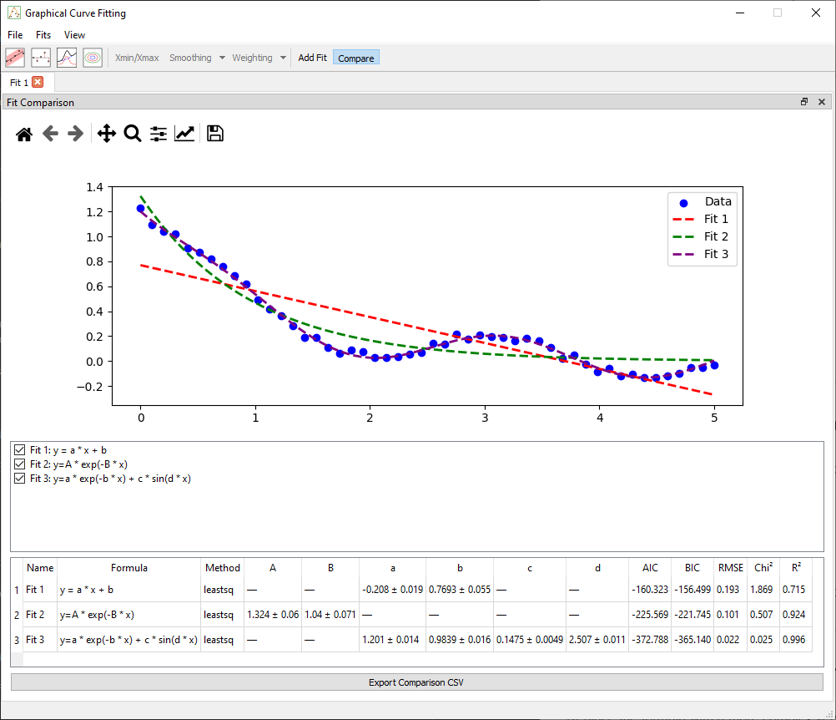 Graphical Curve Fitting
File Fits View
Xmin/Xmax Smoothing Weighting Add Fit Compare
Fit 1
Fit Comparison
1.4
1.2
1.0
0.8
0.6
0.4
0.2
0.0
−0.2
0 1 2 3 4 5
Data
Fit 1
Fit 2
Fit 3
Fit 1: y = a * x + b
Fit 2: y=A * exp(-B * x)
Fit 3: y=a * exp(-b * x) + c * sin(d * x)
Name Formula Method A B a b c d AIC BIC RMSE Chi² R²
1 Fit 1 y = a * x + b leastsq — — -0.208 ± 0.019 0.7693 ± 0.055 — — -160.323 -156.499 0.193 1.869 0.715
2 Fit 2 y=A * exp(-B * x) leastsq 1.324 ± 0.06 1.04 ± 0.071 — — — — -225.569 -221.745 0.101 0.507 0.924
3 Fit 3 y=a * exp(-b * x) + c * sin(d * x) leastsq — — 1.201 ± 0.014 0.9839 ± 0.016 0.1475 ± 0.0049 2.507 ± 0.011 -372.788 -365.140 0.022 0.025 0.996
Export Comparison CSV